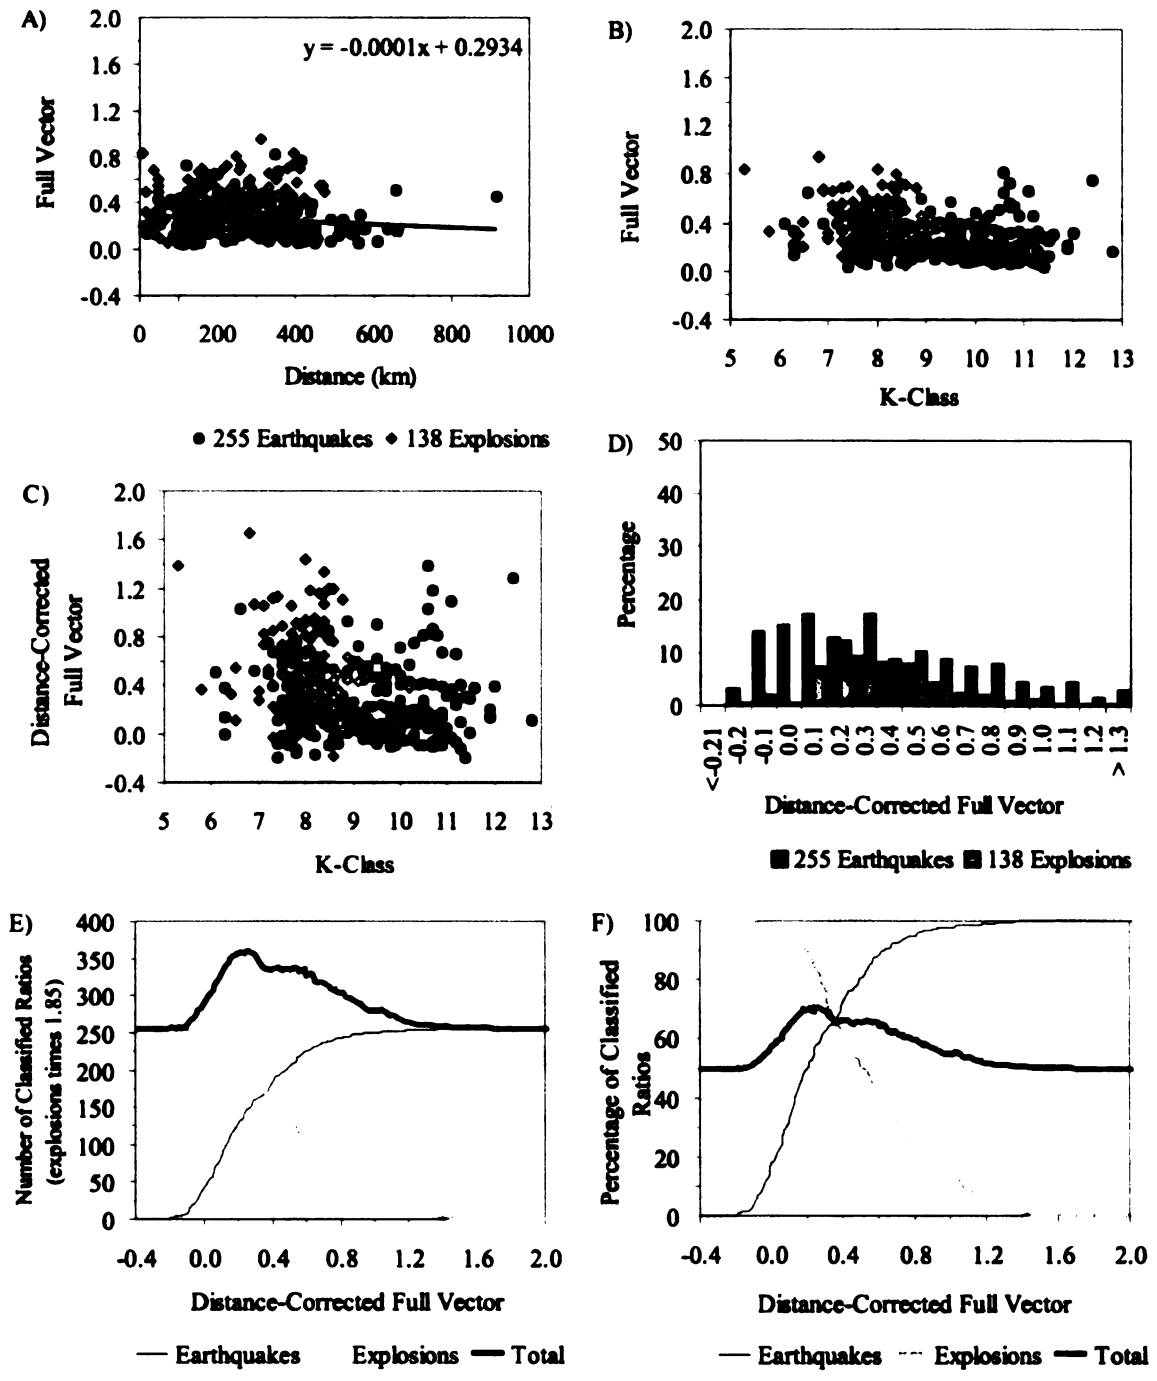 A)
y = -0.0001x + 0.2934
Full Vector
2.0
1.6
1.2
0.8
0.4
0.0
-0.4
0 200 400 600 800 1000
Distance (km)
B)
Full Vector
2.0
1.6
1.2
0.8
0.4
0.0
-0.4
5 6 7 8 9 10 11 12 13
K-Class
255 Earthquakes 138 Explosions
C)
Distance-Corrected
Full Vector
2.0
1.6
1.2
0.8
0.4
0.0
-0.4
5 6 7 8 9 10 11 12 13
K-Class
D)
Percentage
50
40
30
20
10
0
<-0.21 -0.2 -0.1 0.0 0.1 0.2 0.3 0.4 0.5 0.6 0.7 0.8 0.9 1.0 1.1 1.2 > 1.3
Distance-Corrected Full Vector
255 Earthquakes 138 Explosions
E)
Number of Classified Ratios
(explosions times 1.85)
400
350
300
250
200
150
100
50
0
-0.4 0.0 0.4 0.8 1.2 1.6 2.0
Distance-Corrected Full Vector
Earthquakes Explosions Total
F)
Percentage of Classified
Ratios
100
80
60
40
20
0
-0.4 0.0 0.4 0.8 1.2 1.6 2.0
Distance-Corrected Full Vector
Earthquakes Explosions Total